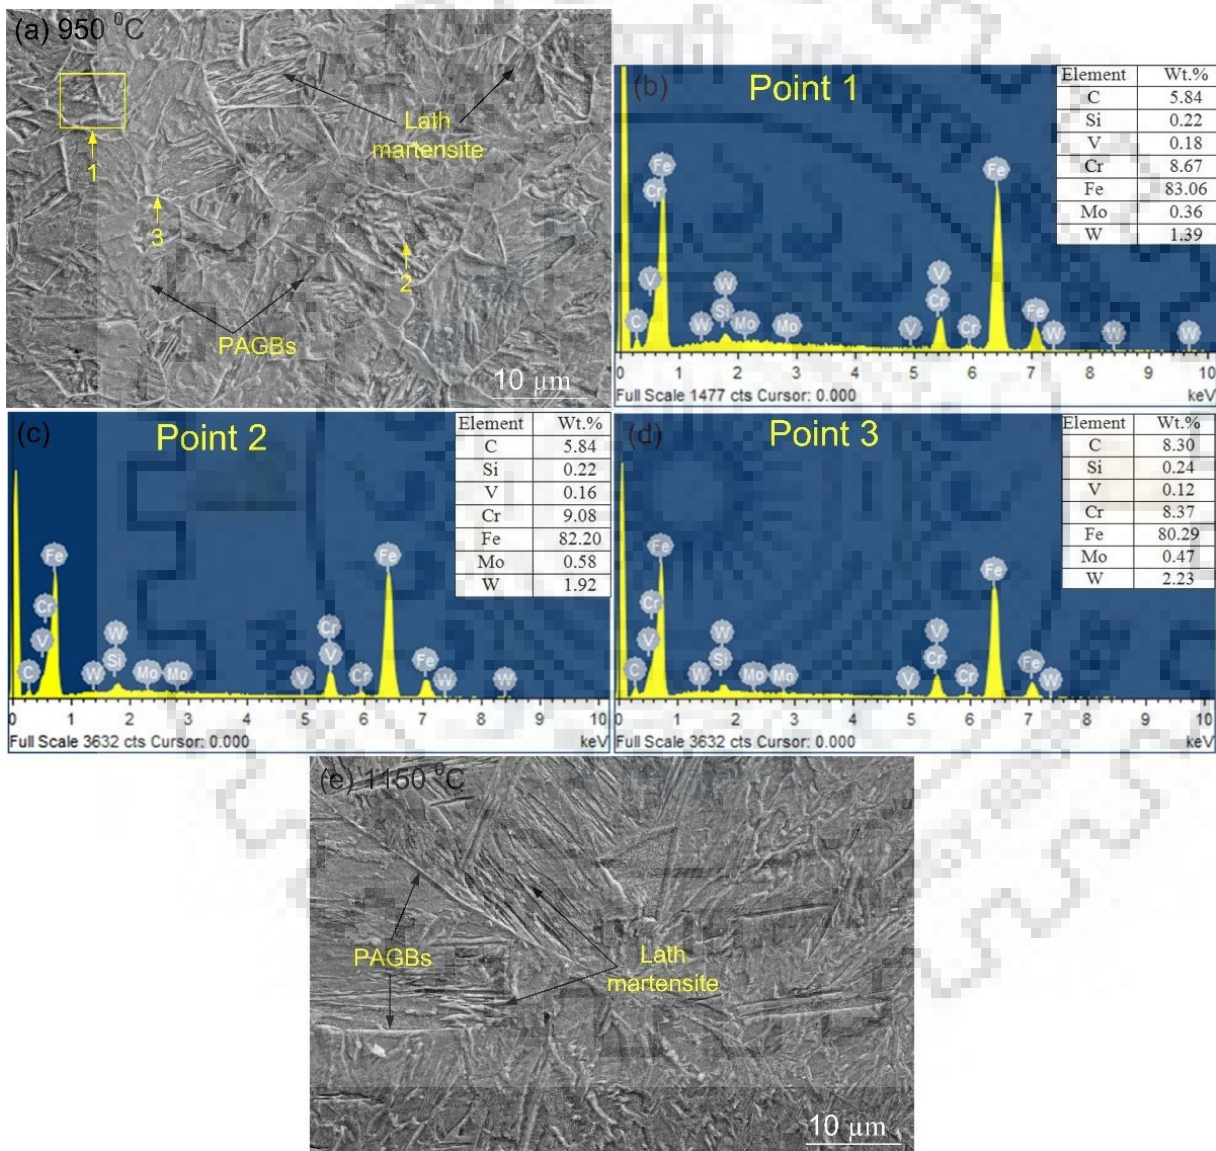 (a) 950 ⁰C
1
3
2
Lath
martensite
PAGBs
10 µm
(b)
Point 1
Element Wt.%
C 5.84
Si 0.22
V 0.18
Cr 8.67
Fe 83.06
Mo 0.36
W 1.39
Fe
Cr
Fe
V
W
V
C
W
Si
Mo
Mo
V
Cr
Cr
Fe
W
W
W
0 1 2 3 4 5 6 7 8 9 10
Full Scale 1477 cts Cursor: 0.000 keV
(c)
Point 2
Element Wt.%
C 5.84
Si 0.22
V 0.16
Cr 9.08
Fe 82.20
Mo 0.58
W 1.92
Fe
Fe
Cr
V
W
Cr
C
W
Si
Mo
Mo
V
V
Cr
Fe
W
W
0 1 2 3 4 5 6 7 8 9 10
Full Scale 3632 cts Cursor: 0.000 keV
(d)
Point 3
Element Wt.%
C 8.30
Si 0.24
V 0.12
Cr 8.37
Fe 80.29
Mo 0.47
W 2.23
Fe
Fe
Cr
V
W
V
C
W
Si
Mo
Mo
V
Cr
Cr
Fe
W
0 1 2 3 4 5 6 7 8 9 10
Full Scale 3632 cts Cursor: 0.000 keV
(e) 1150 ⁰C
PAGBs
Lath
martensite
10 µm